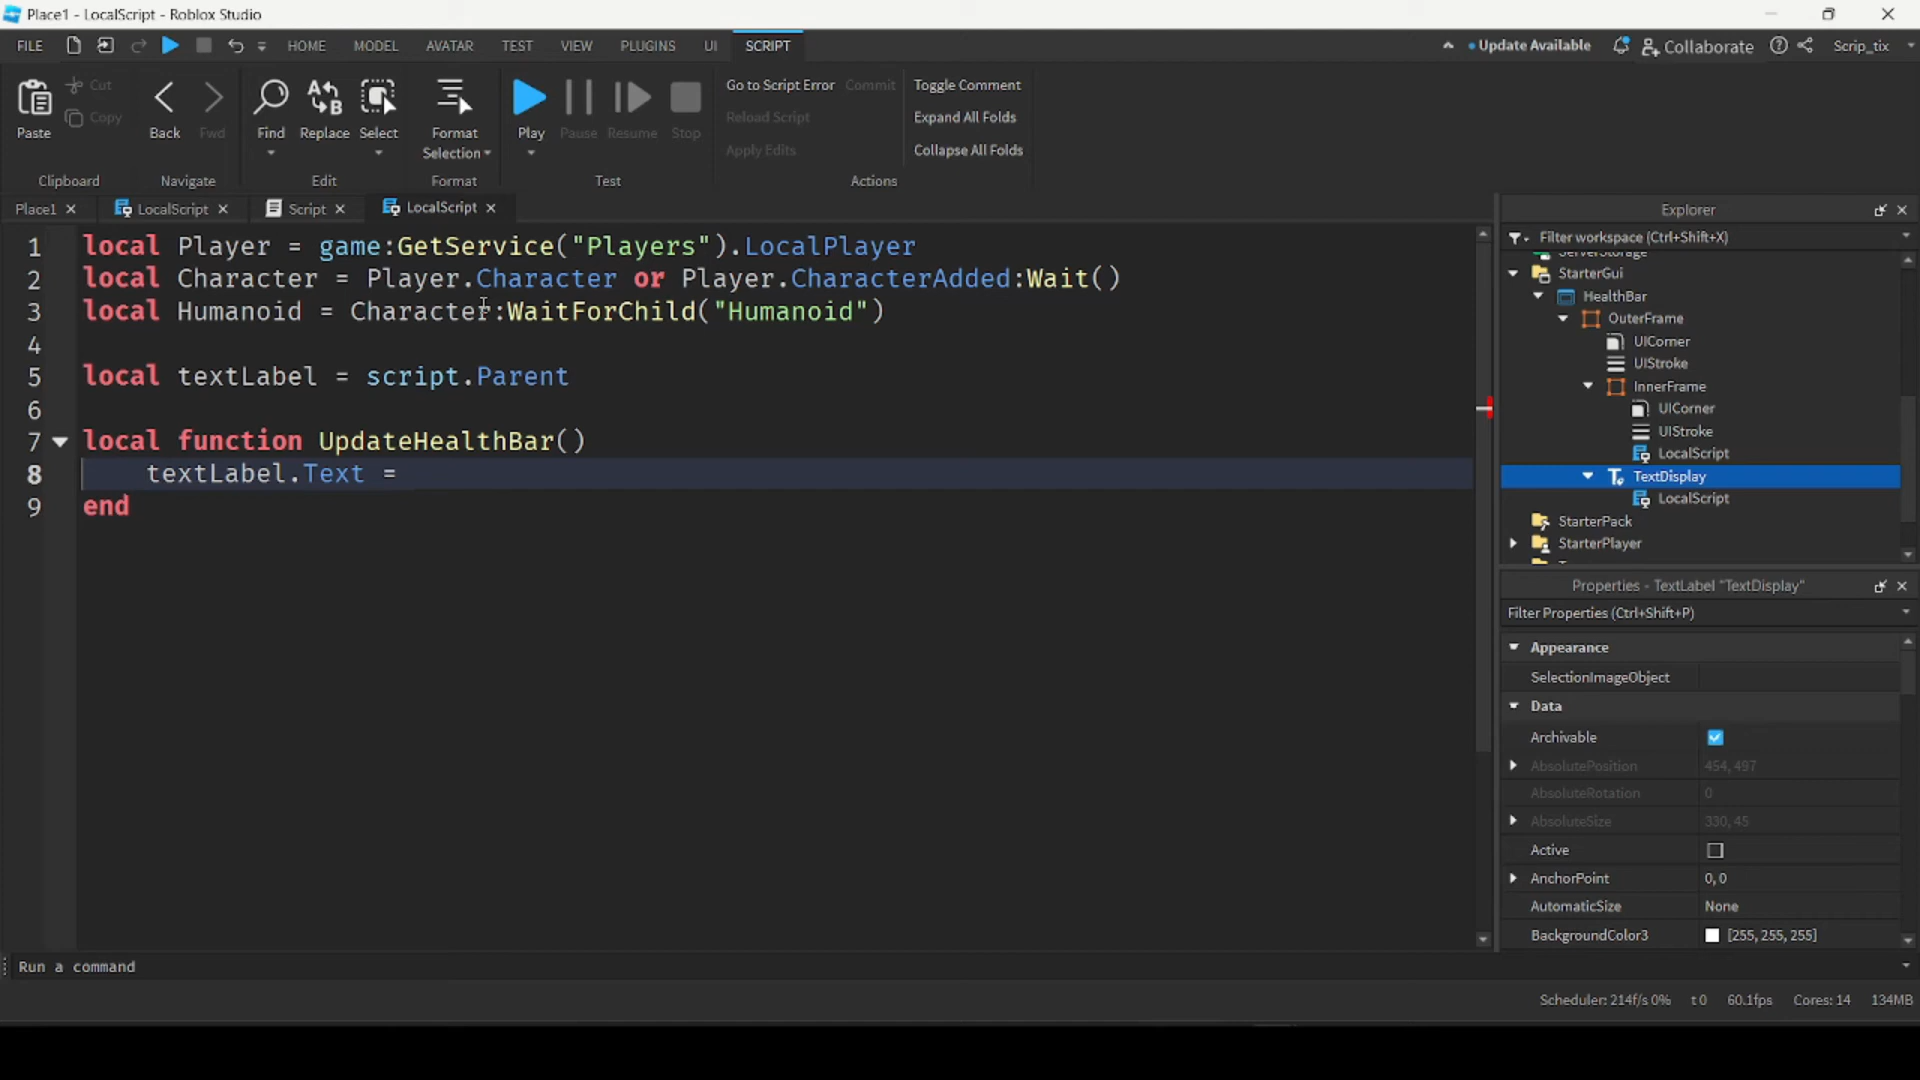 Place1 - LocalScript - Roblox Studio
FILE HOME MODEL AVATAR TEST VIEW PLUGINS UI SCRIPT Update Available Collaborate Scrip_tix
Paste Cut Copy Back Fwd Find Replace Select Format Selection Play Pause Resume Stop
Go to Script Error Commit Toggle Comment
Reload Script Expand All Folds
Apply Edits Collapse All Folds
Clipboard Navigate Edit Format Test Actions
Place1 LocalScript Script LocalScript
1 local Player = game:GetService("Players").LocalPlayer
2 local Character = Player.Character or Player.CharacterAdded:Wait()
3 local Humanoid = Character:WaitForChild("Humanoid")
4
5 local textLabel = script.Parent
6
7 local function UpdateHealthBar()
8 textLabel.Text =
9 end
Explorer
Filter workspace (Ctrl+Shift+X)
ServerStorage
StarterGui
HealthBar
OuterFrame
UICorner
UIStroke
InnerFrame
UICorner
UIStroke
LocalScript
TextDisplay
LocalScript
StarterPack
StarterPlayer
Properties - TextLabel "TextDisplay"
Filter Properties (Ctrl+Shift+P)
Appearance
SelectionImageObject
Data
Archivable
AbsolutePosition 454, 497
AbsoluteRotation 0
AbsoluteSize 330, 45
Active
AnchorPoint 0, 0
AutomaticSize None
BackgroundColor3 [255, 255, 255]
Run a command
Scheduler: 214f/s 0% t 0 60.1fps Cores: 14 134MB